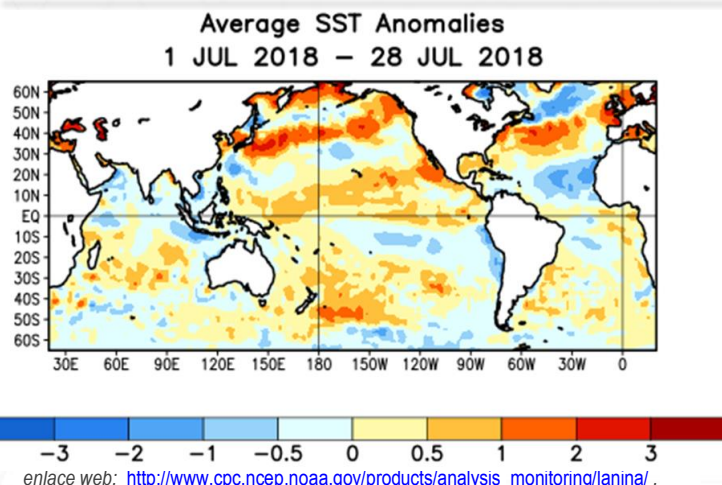 Average SST Anomalies
1 JUL 2018 – 28 JUL 2018
60N
50N
40N
30N
20N
10N
EQ
10S
20S
30S
40S
50S
60S
30E 60E 90E 120E 150E 180 150W 120W 90W 60W 30W 0
-3 -2 -1 -0.5 0 0.5 1 2 3
enlace web: http://www.cpc.ncep.noaa.gov/products/analysis_monitoring/lanina/ .